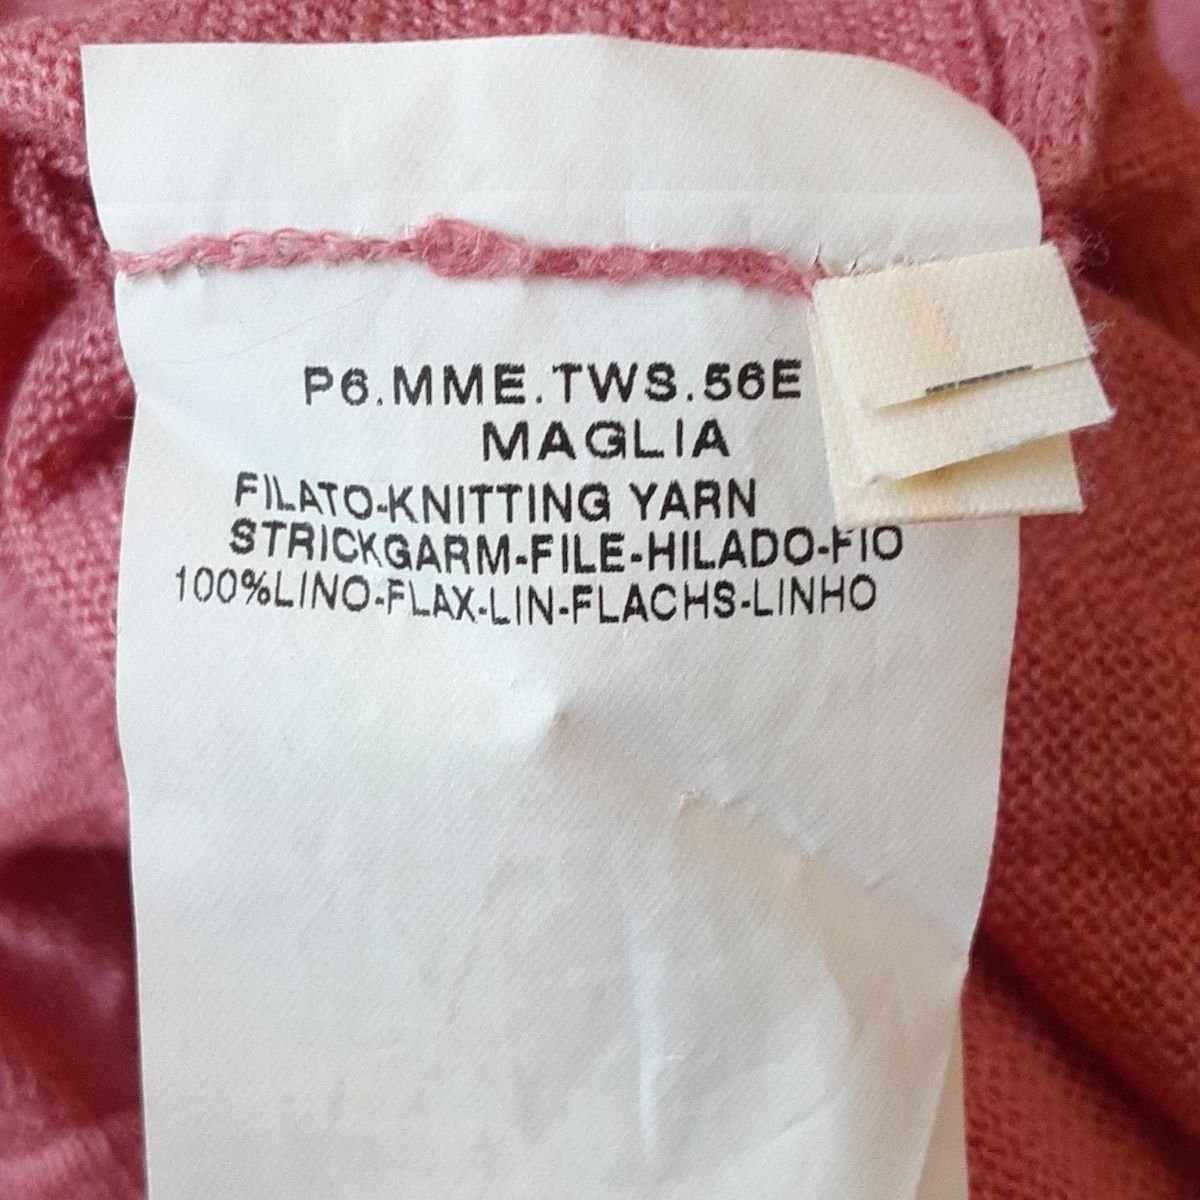 P6.MME.TWS.56E
MAGLIA
FILATO-KNITTING YARN
STRICKGARM-FILE-HILADO-FIO
100%LINO-FLAX-LIN-FLACHS-LINHO